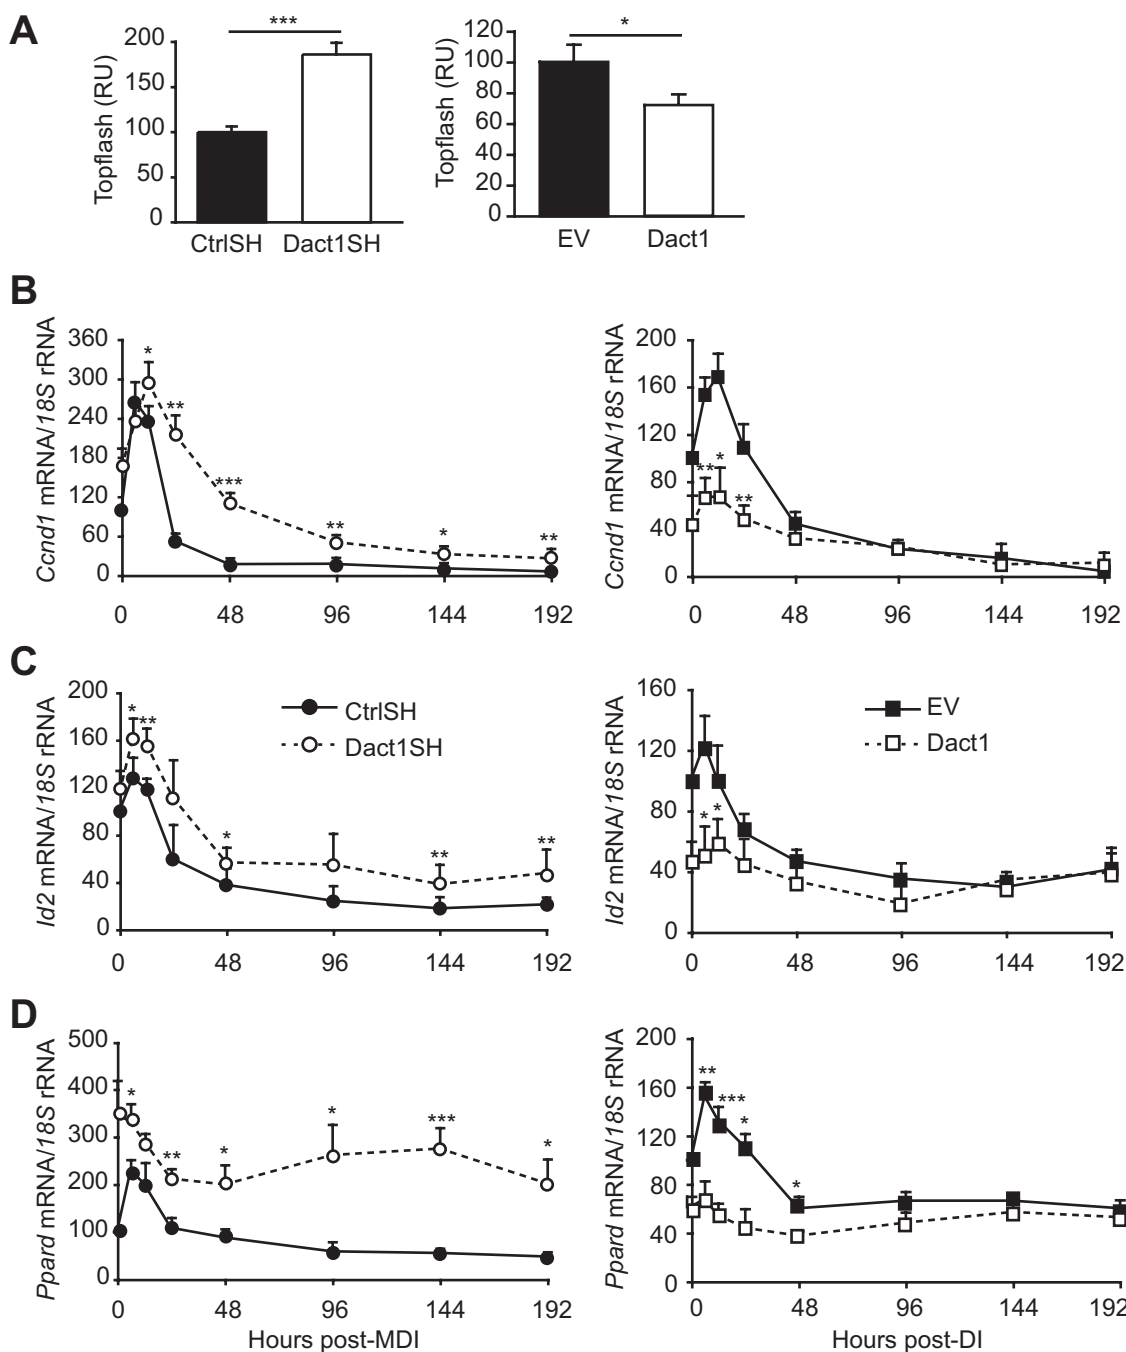 A
Topflash (RU)
200
150
100
50
0
***
CtrlSH Dact1SH
Topflash (RU)
120
100
80
60
40
20
0
*
EV Dact1
B
Ccnd1 mRNA/18S rRNA
360
300
240
180
120
60
0
*
**
***
**
*
**
0 48 96 144 192
Ccnd1 mRNA/18S rRNA
200
160
120
80
40
0
**
*
**
0 48 96 144 192
C
Id2 mRNA/18S rRNA
200
160
120
80
40
0
*
**
*
**
**
CtrlSH
Dact1SH
0 48 96 144 192
Id2 mRNA/18S rRNA
160
120
80
40
0
*
*
EV
Dact1
0 48 96 144 192
D
Ppard mRNA/18S rRNA
500
400
300
200
100
0
*
**
*
*
***
*
0 48 96 144 192
Hours post-MDI
Ppard mRNA/18S rRNA
200
160
120
80
40
0
**
***
*
*
0 48 96 144 192
Hours post-DI